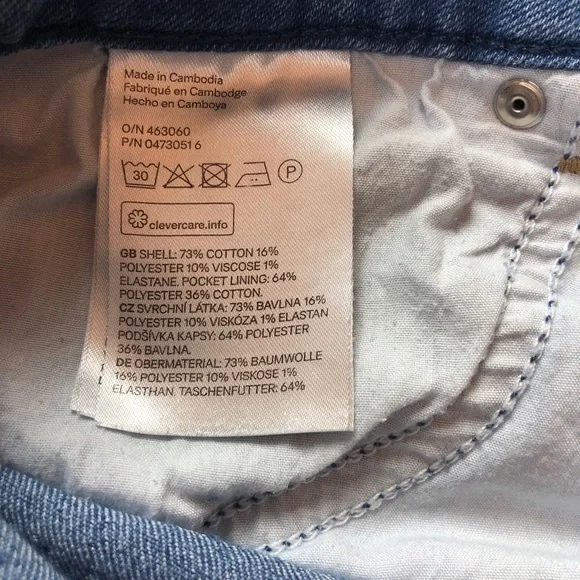 Made in Cambodia
Fabriqué en Cambodge
Hecho en Camboya
O/N 463060
P/N 0473051 6
30
P
clevercare.info
GB SHELL: 73% COTTON 16%
POLYESTER 10% VISCOSE 1%
ELASTANE. POCKET LINING: 64%
POLYESTER 36% COTTON.
CZ SVRCHNÍ LÁTKA: 73% BAVLNA 16%
POLYESTER 10% VISKÓZA 1% ELASTAN
PODŠÍVKA KAPSY: 64% POLYESTER
36% BAVLNA.
DE OBERMATERIAL: 73% BAUMWOLLE
16% POLYESTER 10% VISKOSE 1%
ELASTHAN. TASCHENFUTTER: 64%